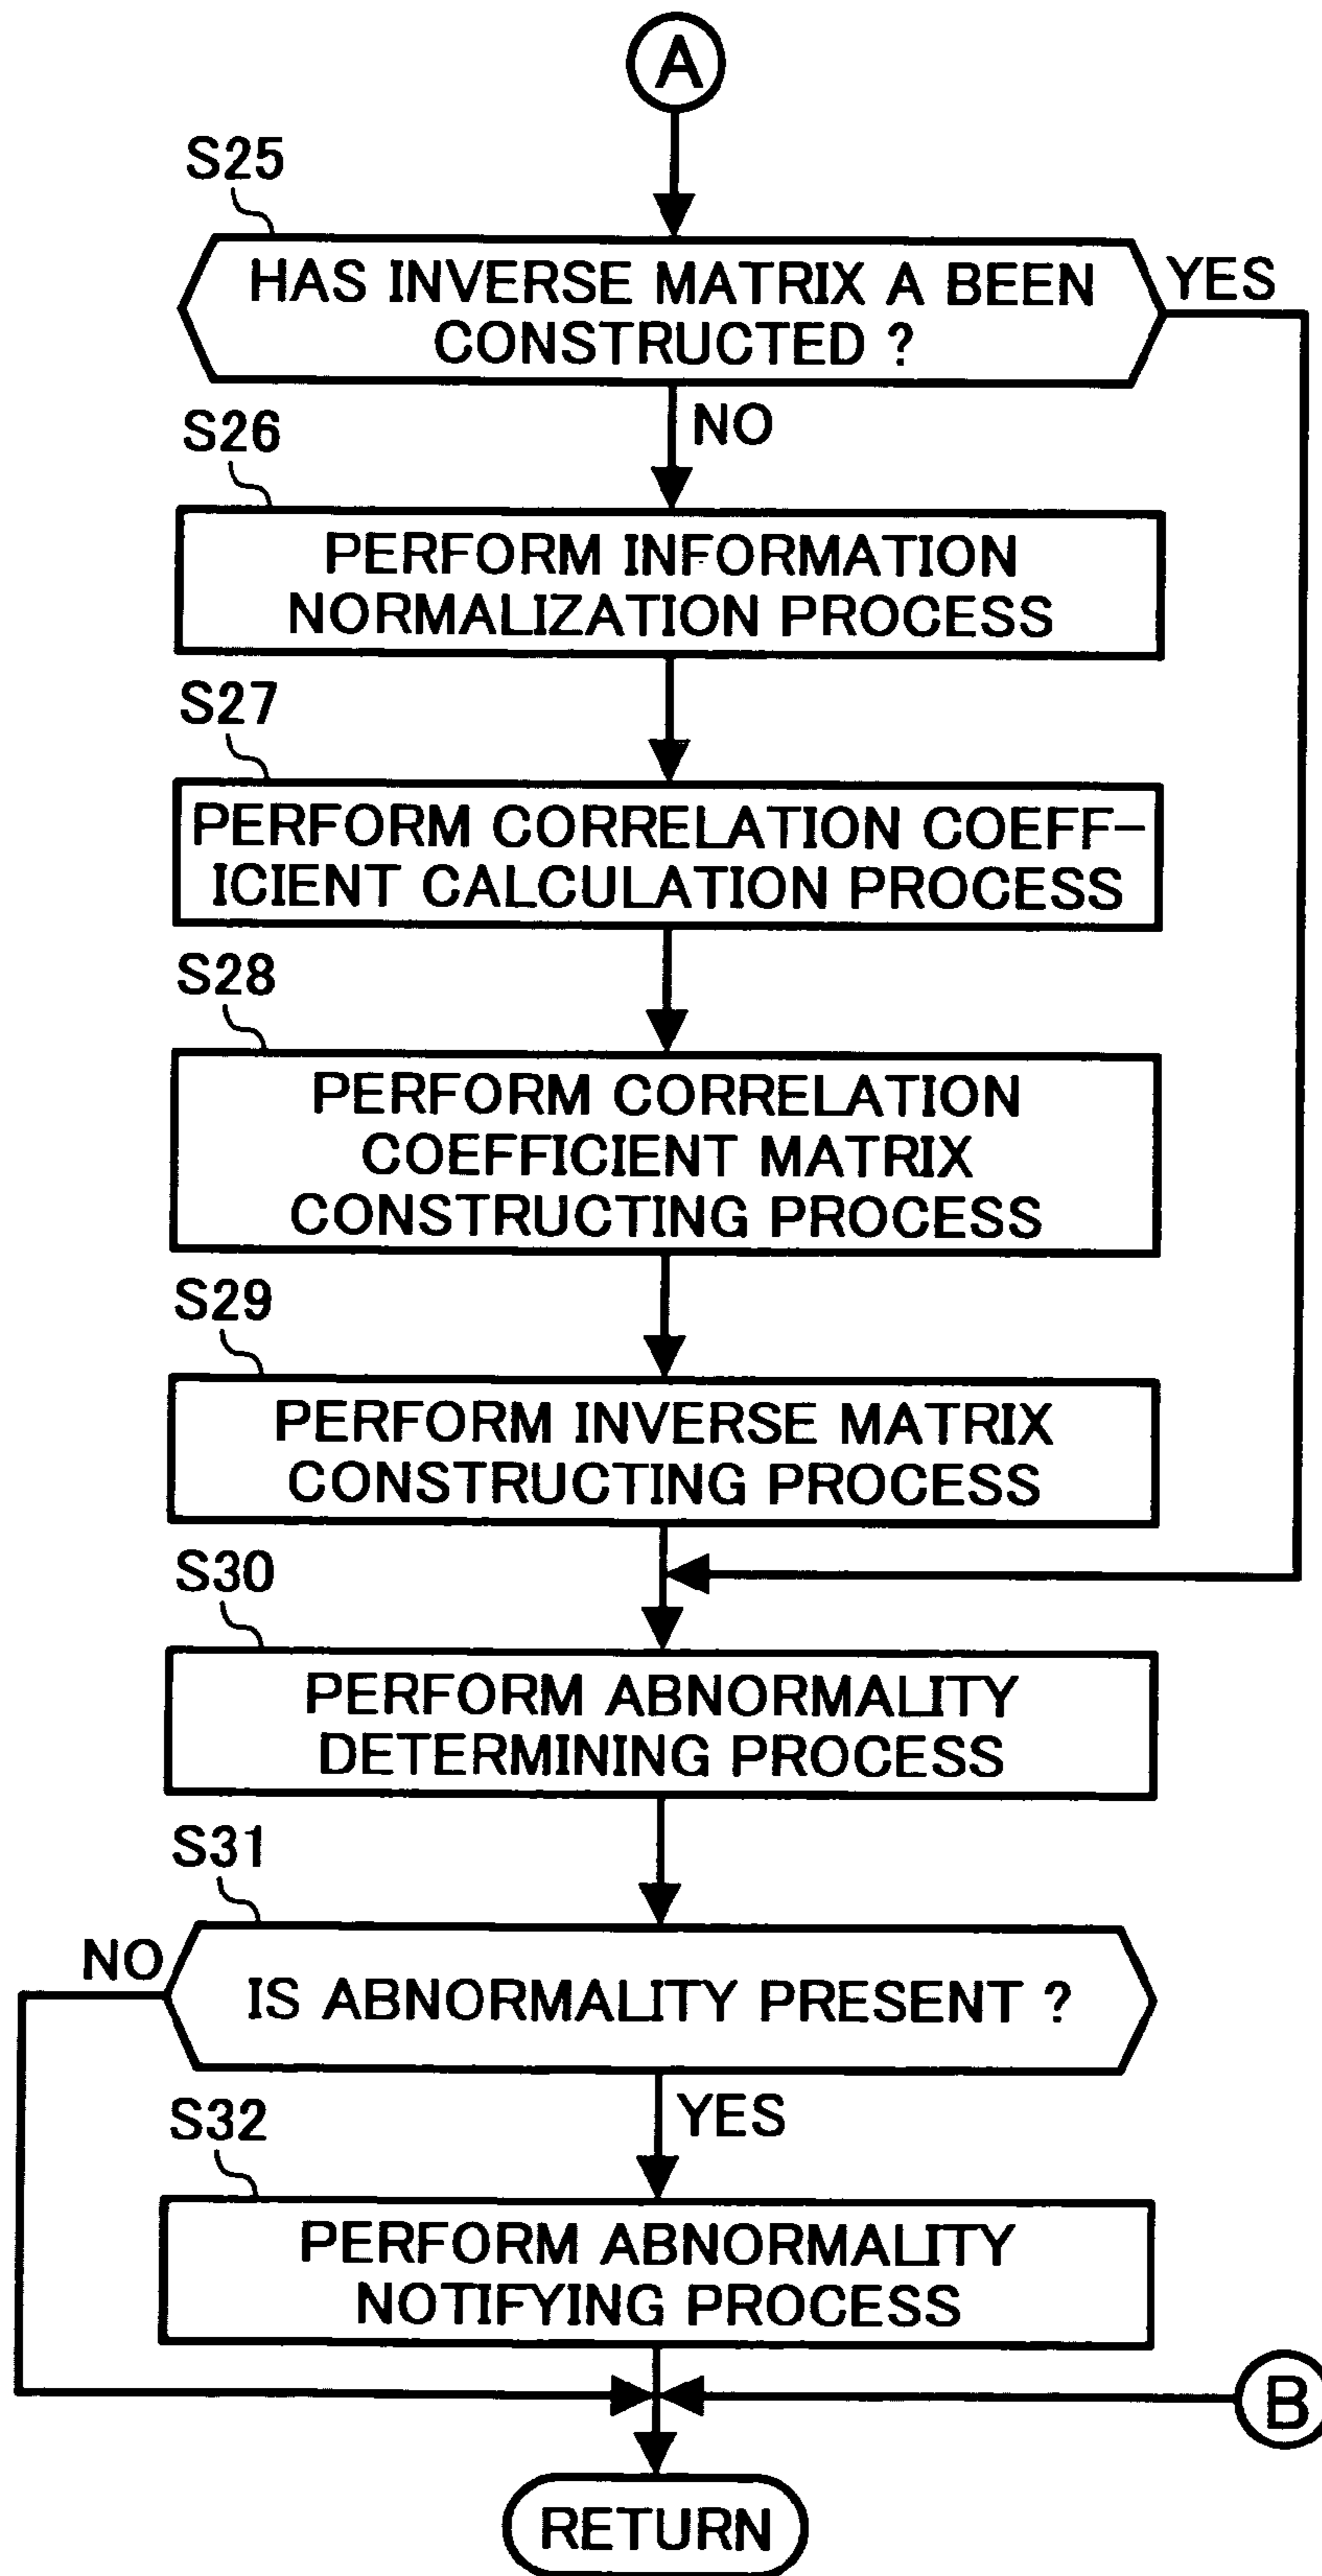 A
S25
HAS INVERSE MATRIX A BEEN
CONSTRUCTED ?
YES
NO
S26
PERFORM INFORMATION
NORMALIZATION PROCESS
S27
PERFORM CORRELATION COEFF-
ICIENT CALCULATION PROCESS
S28
PERFORM CORRELATION
COEFFICIENT MATRIX
CONSTRUCTING PROCESS
S29
PERFORM INVERSE MATRIX
CONSTRUCTING PROCESS
S30
PERFORM ABNORMALITY
DETERMINING PROCESS
S31
NO
IS ABNORMALITY PRESENT ?
YES
S32
PERFORM ABNORMALITY
NOTIFYING PROCESS
B
RETURN